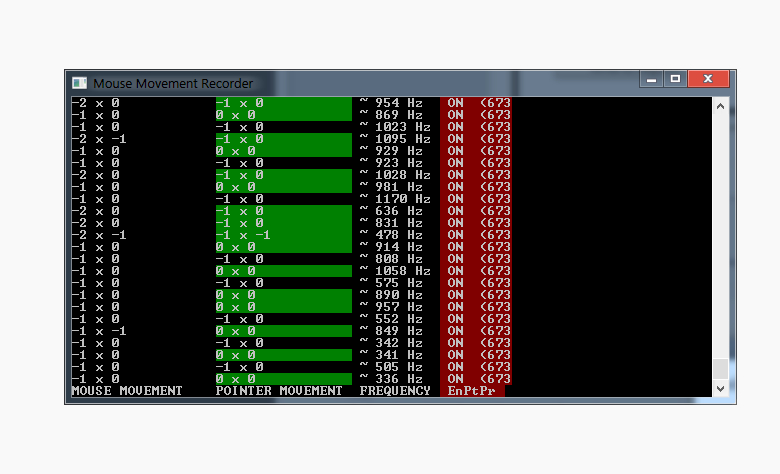 Mouse Movement Recorder
-2 x 0 -1 x 0 ~ 954 Hz ON (673
-1 x 0 0 x 0 ~ 869 Hz ON (673
-1 x 0 -1 x 0 ~ 1023 Hz ON (673
-2 x -1 -1 x 0 ~ 1095 Hz ON (673
-1 x 0 0 x 0 ~ 929 Hz ON (673
-1 x 0 -1 x 0 ~ 923 Hz ON (673
-2 x 0 -1 x 0 ~ 1028 Hz ON (673
-1 x 0 0 x 0 ~ 981 Hz ON (673
-1 x 0 -1 x 0 ~ 1170 Hz ON (673
-2 x 0 -1 x 0 ~ 636 Hz ON (673
-2 x 0 -1 x 0 ~ 831 Hz ON (673
-2 x -1 -1 x -1 ~ 478 Hz ON (673
-1 x 0 0 x 0 ~ 914 Hz ON (673
-1 x 0 -1 x 0 ~ 808 Hz ON (673
-1 x 0 0 x 0 ~ 1058 Hz ON (673
-1 x 0 -1 x 0 ~ 575 Hz ON (673
-1 x 0 0 x 0 ~ 890 Hz ON (673
-1 x 0 0 x 0 ~ 957 Hz ON (673
-1 x 0 -1 x 0 ~ 552 Hz ON (673
-1 x -1 0 x 0 ~ 849 Hz ON (673
-1 x 0 -1 x 0 ~ 342 Hz ON (673
-1 x 0 0 x 0 ~ 341 Hz ON (673
-1 x 0 -1 x 0 ~ 505 Hz ON (673
-1 x 0 0 x 0 ~ 336 Hz ON (673
MOUSE MOVEMENT POINTER MOVEMENT FREQUENCY EnPtPr